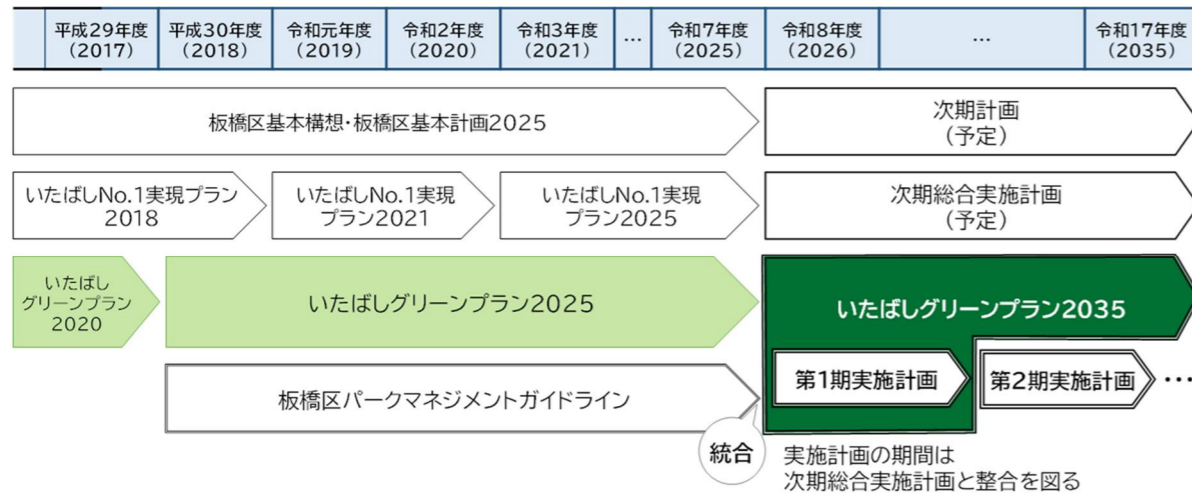 平成29年度 平成30年度 令和元年度 令和2年度 令和3年度 … 令和7年度 令和8年度 … 令和17年度
(2017) (2018) (2019) (2020) (2021) (2025) (2026) (2035)
板橋区基本構想・板橋区基本計画2025
次期計画
(予定)
いたばしNo.1実現プラン
2018
いたばしNo.1実現
プラン2021
いたばしNo.1実現
プラン2025
次期総合実施計画
(予定)
いたばし
グリーンプラン
2020
いたばしグリーンプラン2025
いたばしグリーンプラン2035
第1期実施計画
第2期実施計画
…
板橋区パークマネジメントガイドライン
統合
実施計画の期間は
次期総合実施計画と整合を図る